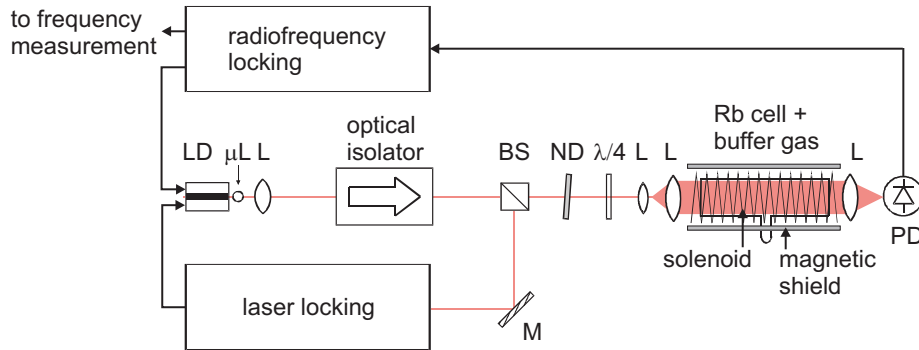 to frequency
measurement
radiofrequency
locking
LD
μL
L
optical
isolator
BS
ND
λ/4
L
L
Rb cell +
buffer gas
L
PD
solenoid
magnetic
shield
laser locking
M